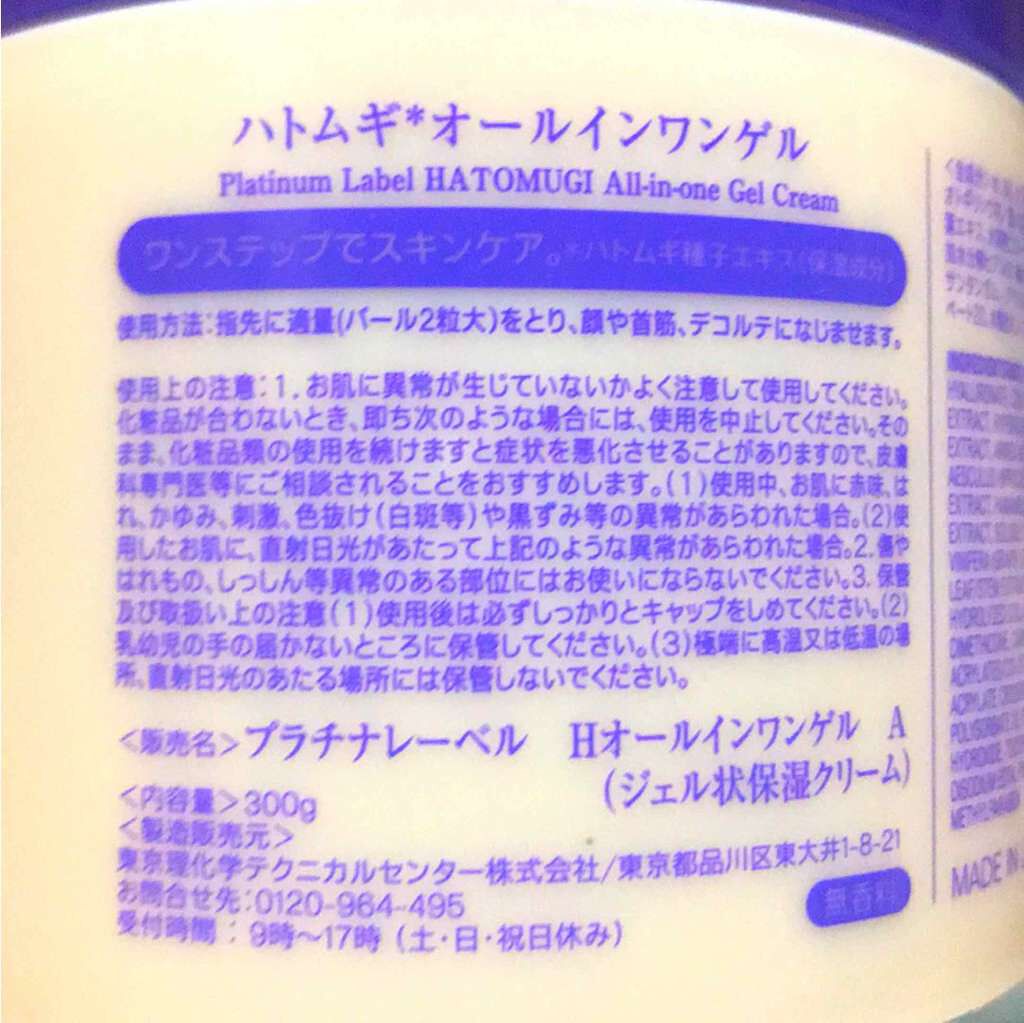 ハトムギ*オールインワンゲル
Platinum Label HATOMUGI All-in-one Gel Cream
ワンステップでスキンケア。*ハトムギ種子エキス(保湿成分)
使用方法:指先に適量(パール2粒大)をとり、顔や首筋、デコルテになじませます。
使用上の注意:1.お肌に異常が生じていないかよく注意して使用してください。
化粧品が合わないとき、即ち次のような場合には、使用を中止してください。その
まま、化粧品類の使用を続けますと症状を悪化させることがありますので、皮膚
科専門医等にご相談されることをおすすめします。(1)使用中、お肌に赤味、は
れ、かゆみ、刺激、色抜け(白斑等)や黒ずみ等の異常があらわれた場合。(2)使
用したお肌に、直射日光があたって上記のような異常があらわれた場合。2.傷や
はれもの、しっしん等異常のある部位にはお使いにならないでください。3.保管
及び取扱い上の注意(1)使用後は必ずしっかりとキャップをしめてください。(2)
乳幼児の手の届かないところに保管してください。(3)極端に高温又は低温の場
所、直射日光のあたる場所には保管しないでください。
<販売名>プラチナレーベル Hオールインワンゲル A
(ジェル状保湿クリーム)
<内容量>300g
<製造販売元>
東京理化学テクニカルセンター株式会社/東京都品川区東大井1-8-21
お問合せ先:0120-964-495
受付時間:9時〜17時(土・日・祝日休み)
無香料
EXTRACT
EXTRACT
EXTRACT
HYDROLYZED
DIMETHICONE
HYDROXIDE
METHYLPARABEN
MADE IN